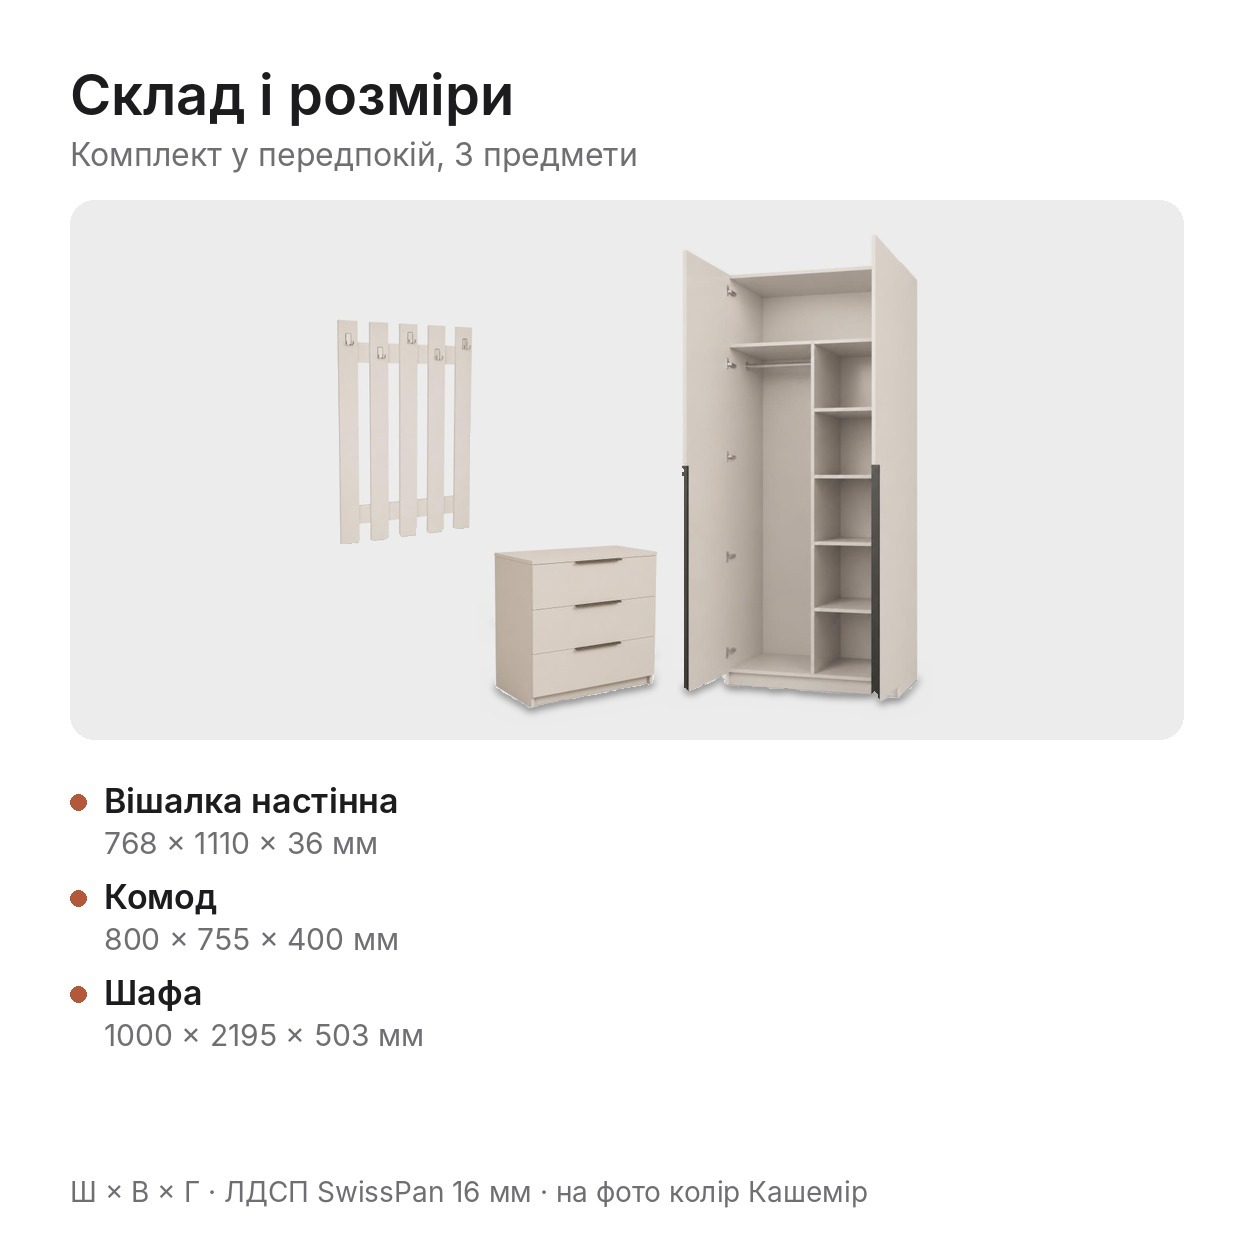 Склад і розміри
Комплект у передпокій, 3 предмети
Вішалка настінна
768 × 1110 × 36 мм
Комод
800 × 755 × 400 мм
Шафа
1000 × 2195 × 503 мм
Ш × В × Г · ЛДСП SwissPan 16 мм · на фото колір Кашемір